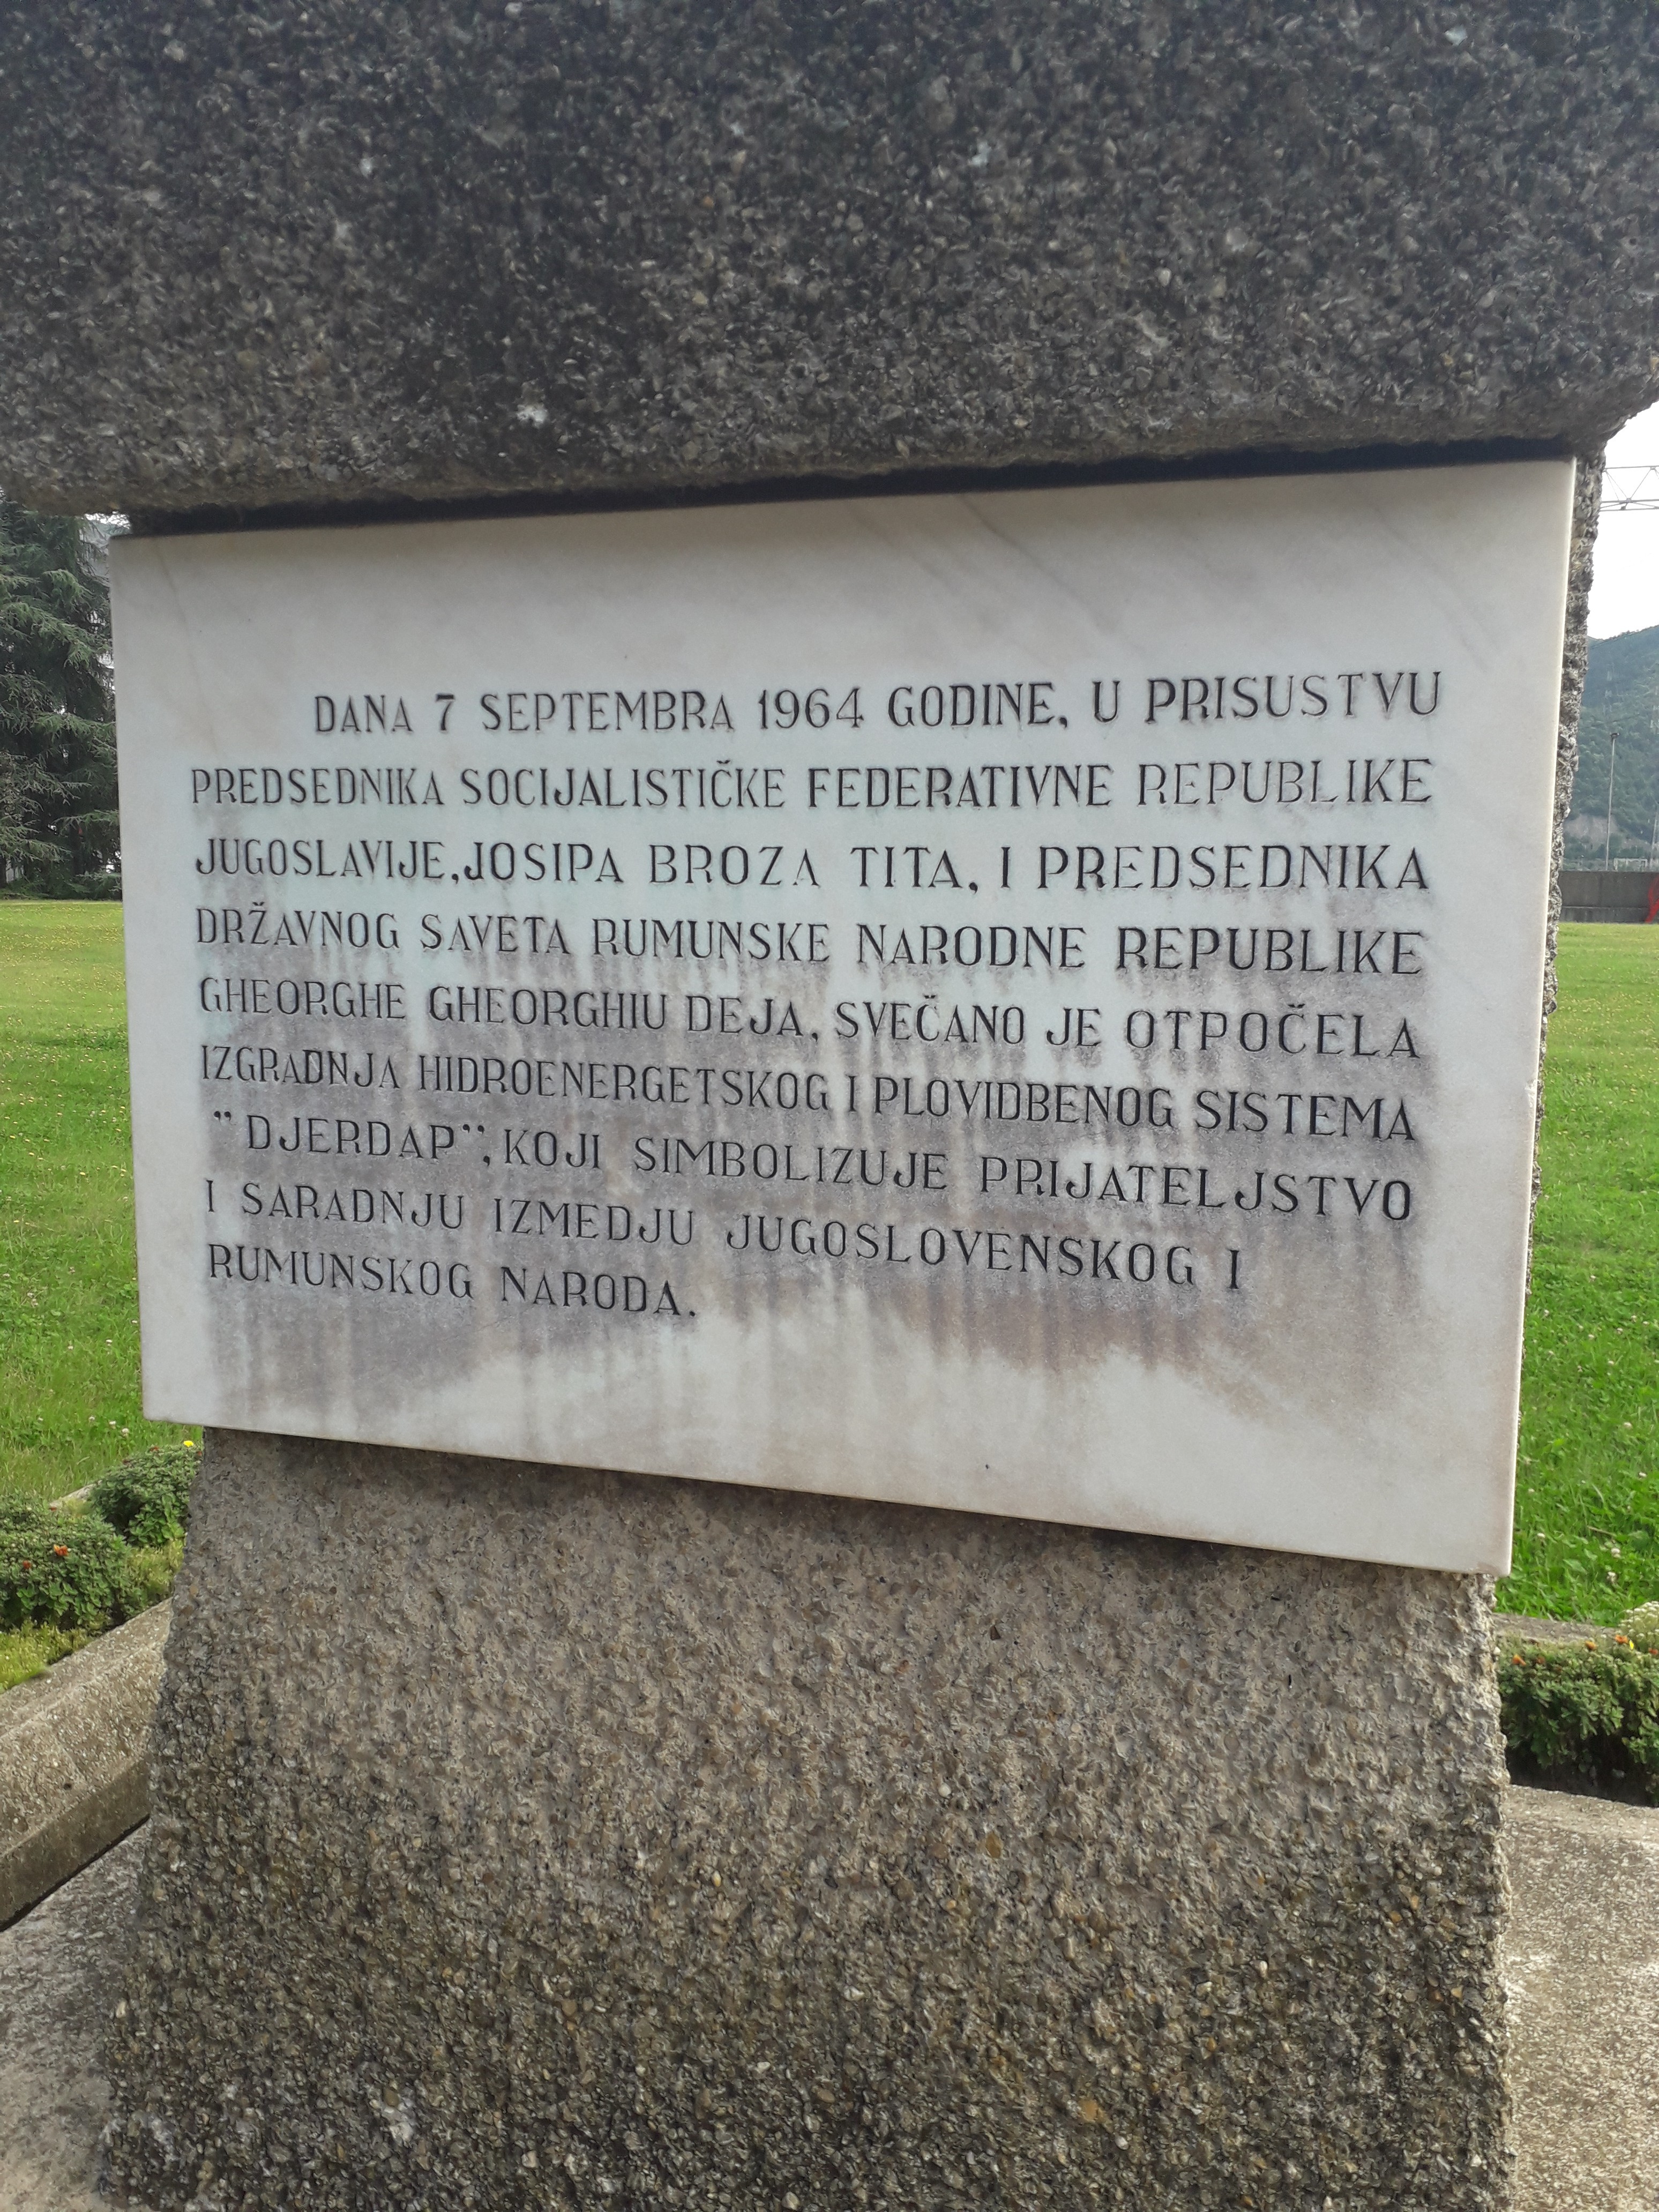 DANA 7 SEPTEMBRA 1964 GODINE, U PRISUSTVU
PREDSEDNIKA SOCIJALISTIČKE FEDERATIVNE REPUBLIKE
JUGOSLAVIJE, JOSIPA BROZA TITA, I PREDSEDNIKA
DRŽAVNOG SAVETA RUMUNSKE NARODNE REPUBLIKE
GHEORGHE GHEORGHIU DEJA, SVEČANO JE OTPOČELA
IZGRADNJA HIDROENERGETSKOG I PLOVIDBENOG SISTEMA
"DJERDAP", KOJI SIMBOLIZUJE PRIJATELJSTVO
I SARADNJU IZMEDJU JUGOSLOVENSKOG I
RUMUNSKOG NARODA.